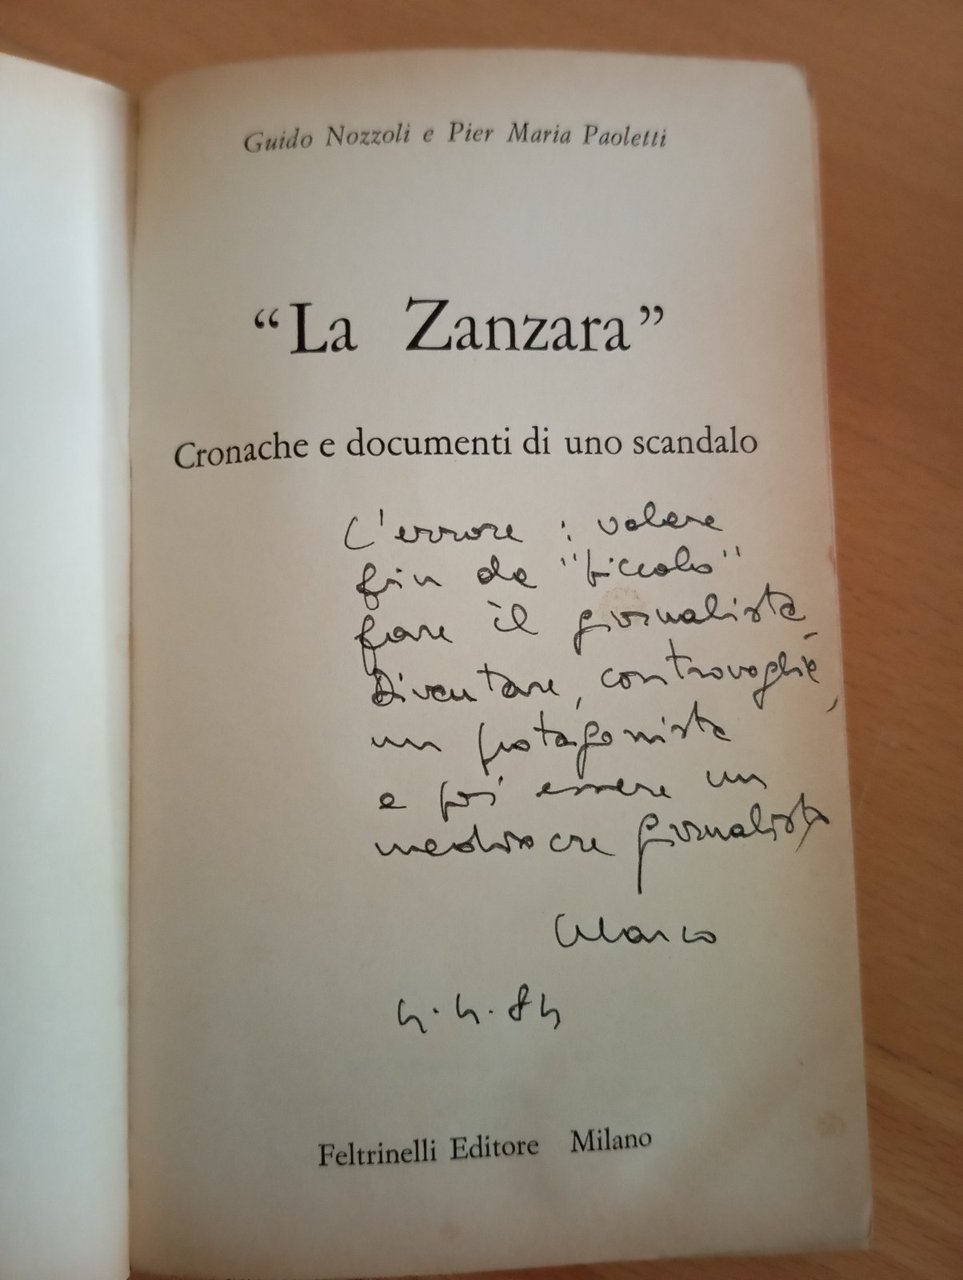 Guido Nozzoli e Pier Maria Paoletti
“La Zanzara”
Cronache e documenti di uno scandalo
L'errore : volere
fin da "piccolo"
fare il giornalista
Diventare, controvoglia,
un protagonista
e poi essere un
mediocre giornalista
Marco
4.4.84
Feltrinelli Editore Milano